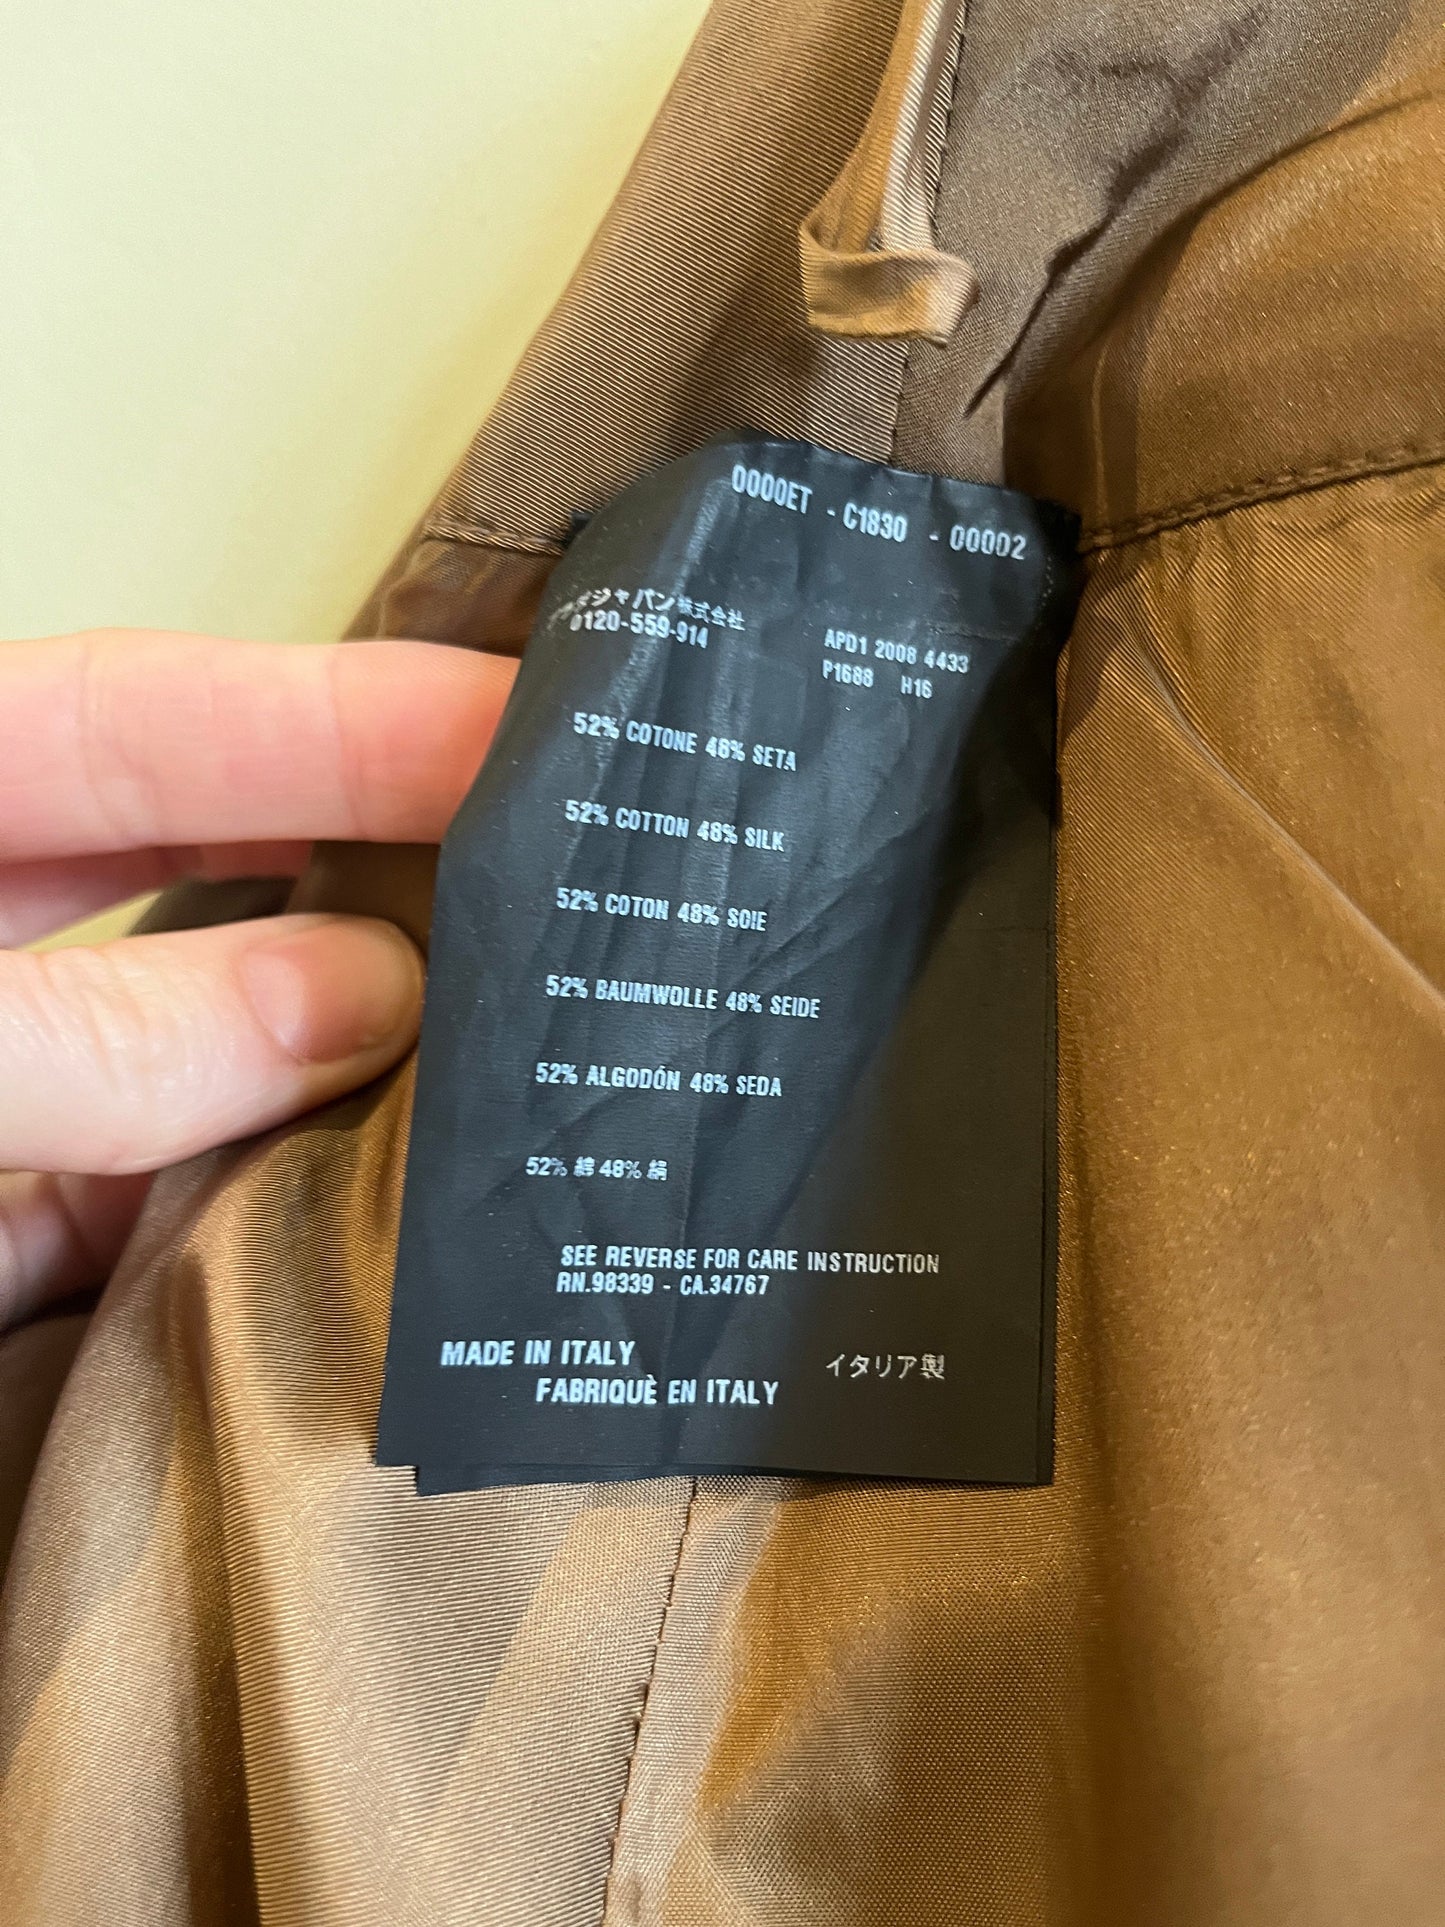 0000ET - C1830 - 00002
ジャパン株式会社
0120-559-914
APD1 2008 4433
P1688 H16
52% COTONE 48% SETA
52% COTTON 48% SILK
52% COTON 48% SOIE
52% BAUMWOLLE 48% SEIDE
52% ALGODÓN 48% SEDA
52% 綿 48% 絹
SEE REVERSE FOR CARE INSTRUCTION
RN.98339 - CA.34767
MADE IN ITALY
FABRIQUÈ EN ITALY
イタリア製